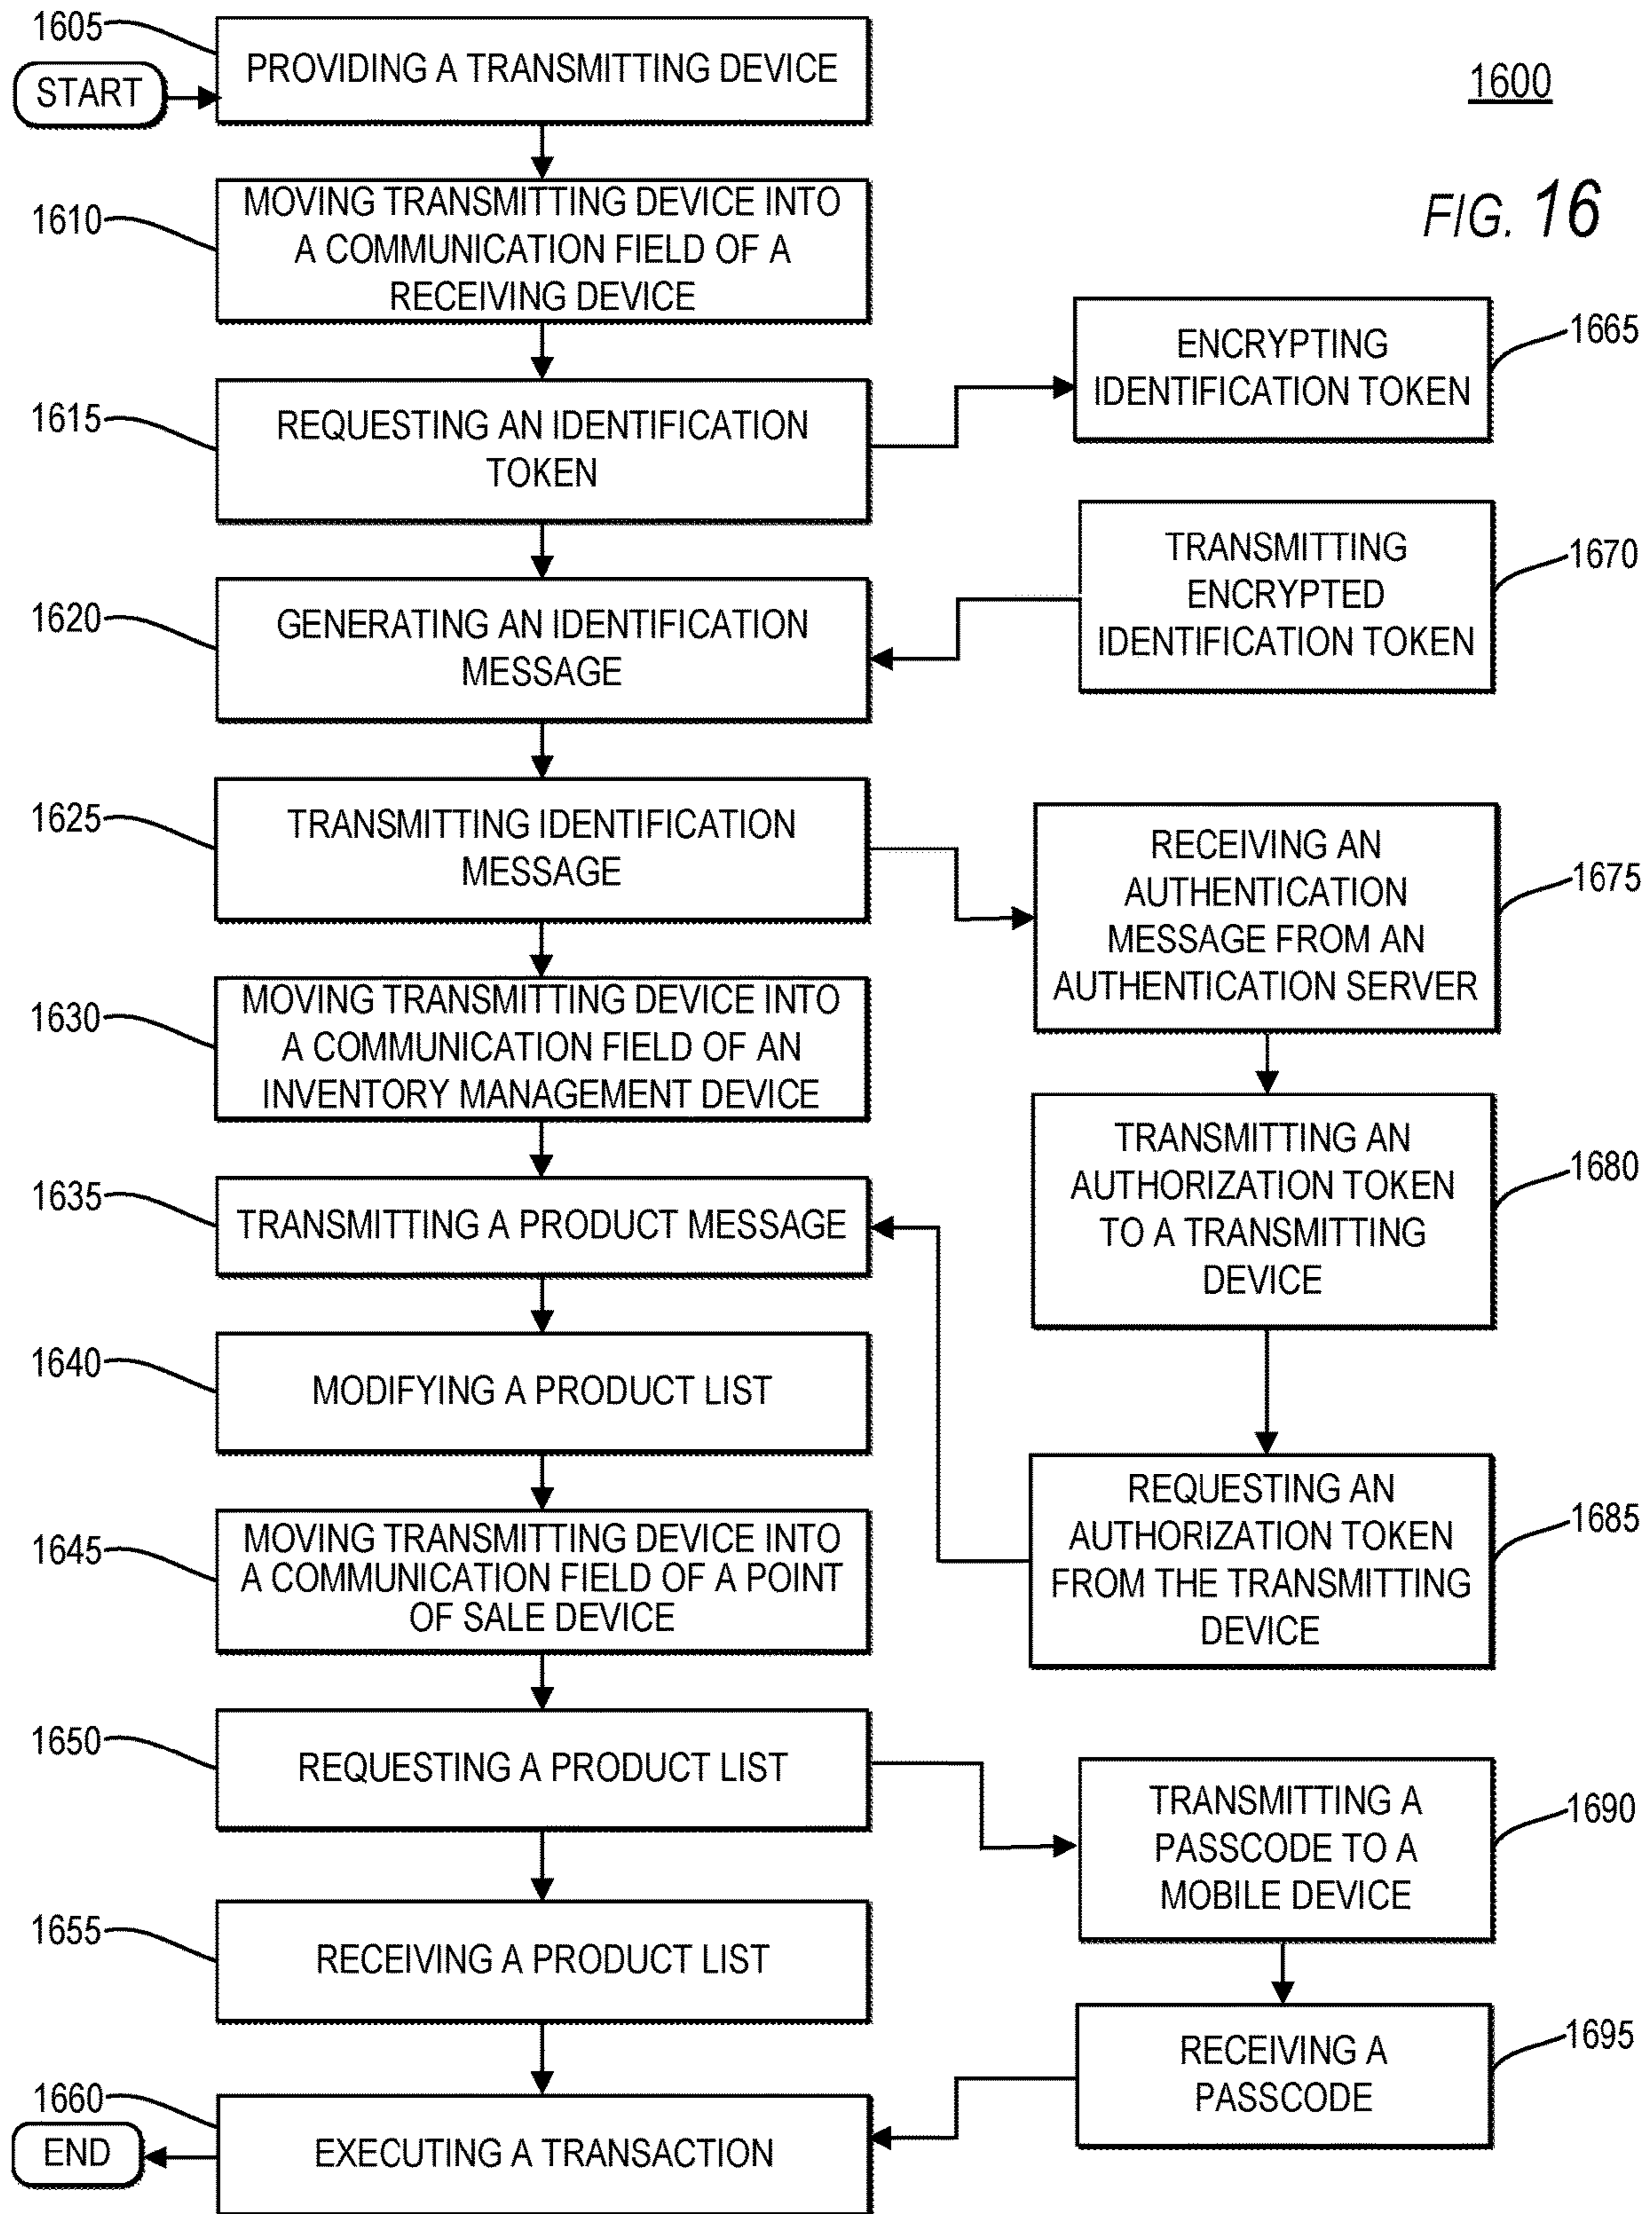 1605
PROVIDING A TRANSMITTING DEVICE
START
1600
FIG. 16
1610
MOVING TRANSMITTING DEVICE INTO
A COMMUNICATION FIELD OF A
RECEIVING DEVICE
1615
REQUESTING AN IDENTIFICATION
TOKEN
ENCRYPTING
IDENTIFICATION TOKEN
1665
1620
GENERATING AN IDENTIFICATION
MESSAGE
TRANSMITTING
ENCRYPTED
IDENTIFICATION TOKEN
1670
1625
TRANSMITTING IDENTIFICATION
MESSAGE
RECEIVING AN
AUTHENTICATION
MESSAGE FROM AN
AUTHENTICATION SERVER
1675
1630
MOVING TRANSMITTING DEVICE INTO
A COMMUNICATION FIELD OF AN
INVENTORY MANAGEMENT DEVICE
1635
TRANSMITTING A PRODUCT MESSAGE
TRANSMITTING AN
AUTHORIZATION TOKEN
TO A TRANSMITTING
DEVICE
1680
1640
MODIFYING A PRODUCT LIST
1645
MOVING TRANSMITTING DEVICE INTO
A COMMUNICATION FIELD OF A POINT
OF SALE DEVICE
REQUESTING AN
AUTHORIZATION TOKEN
FROM THE TRANSMITTING
DEVICE
1685
1650
REQUESTING A PRODUCT LIST
TRANSMITTING A
PASSCODE TO A
MOBILE DEVICE
1690
1655
RECEIVING A PRODUCT LIST
RECEIVING A
PASSCODE
1695
1660
EXECUTING A TRANSACTION
END